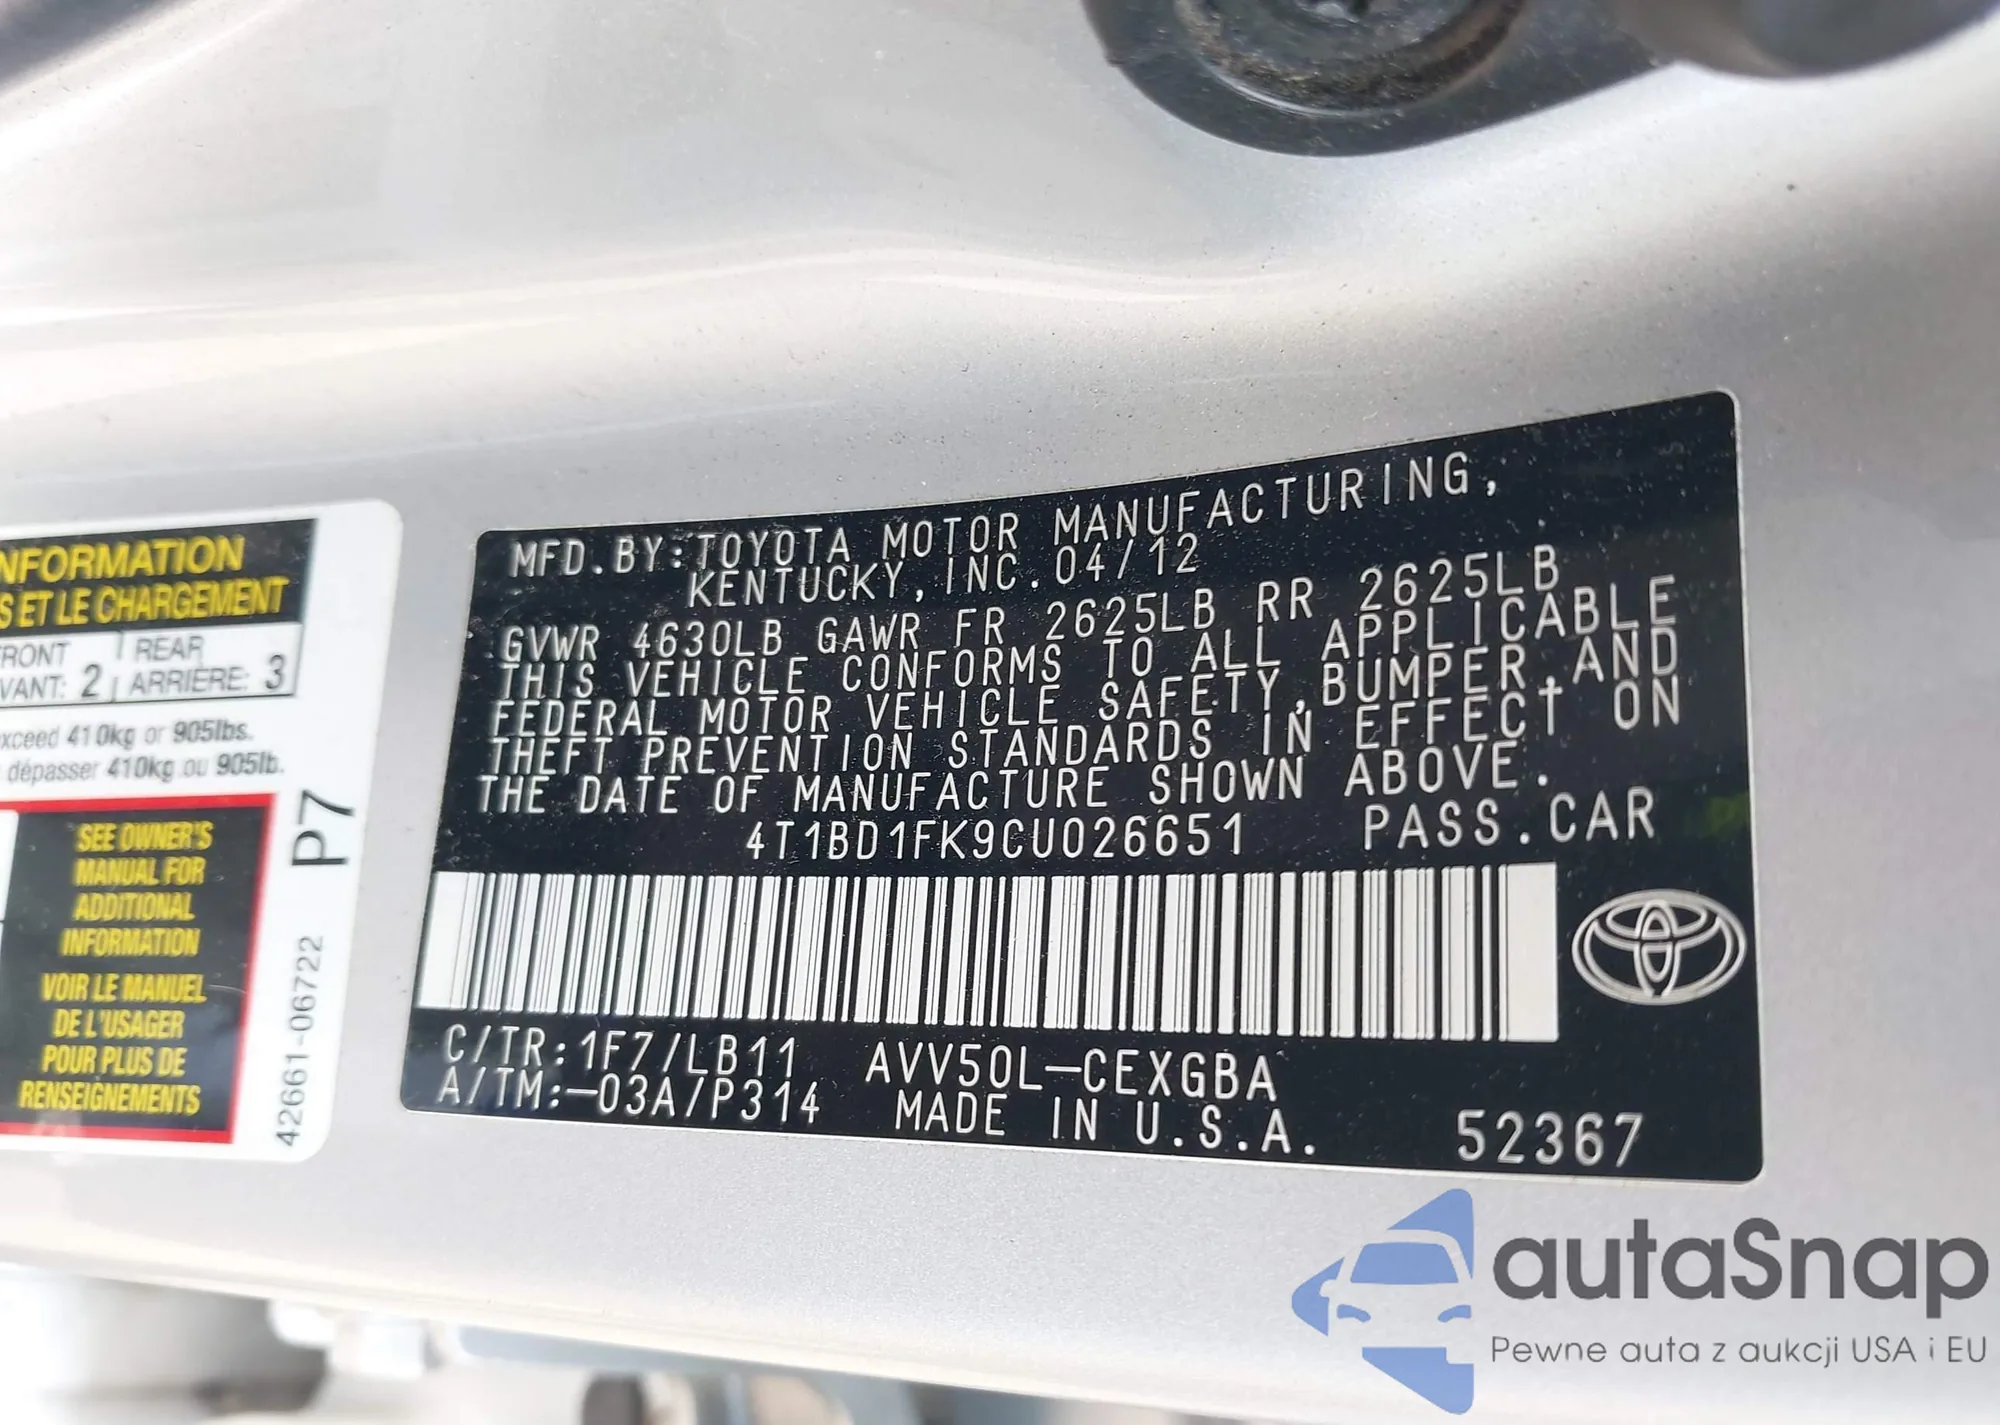 NFORMATION
S ET LE CHARGEMENT
RONT
VANT: 2
REAR
ARRIÈRE: 3
xceed 410kg or 905lbs.
dépasser 410kg ou 905lb.
SEE OWNER'S
MANUAL FOR
ADDITIONAL
INFORMATION
VOIR LE MANUEL
DE L'USAGER
POUR PLUS DE
RENSEIGNEMENTS
P7
42661-06722
MFD.BY:TOYOTA MOTOR MANUFACTURING,
KENTUCKY,INC.04/12
GVWR 4630LB GAWR FR 2625LB RR 2625LB
THIS VEHICLE CONFORMS TO ALL APPLICABLE
FEDERAL MOTOR VEHICLE SAFETY,BUMPER,AND
THEFT PREVENTION STANDARDS IN EFFECT ON
THE DATE OF MANUFACTURE SHOWN ABOVE.
4T1BD1FK9CU026651 PASS.CAR
C/TR:1F7/LB11 AVV50L-CEXGBA
A/TM:-03A/P314 MADE IN U.S.A. 52367
autaSnap
Pewne auta z aukcji USA i EU